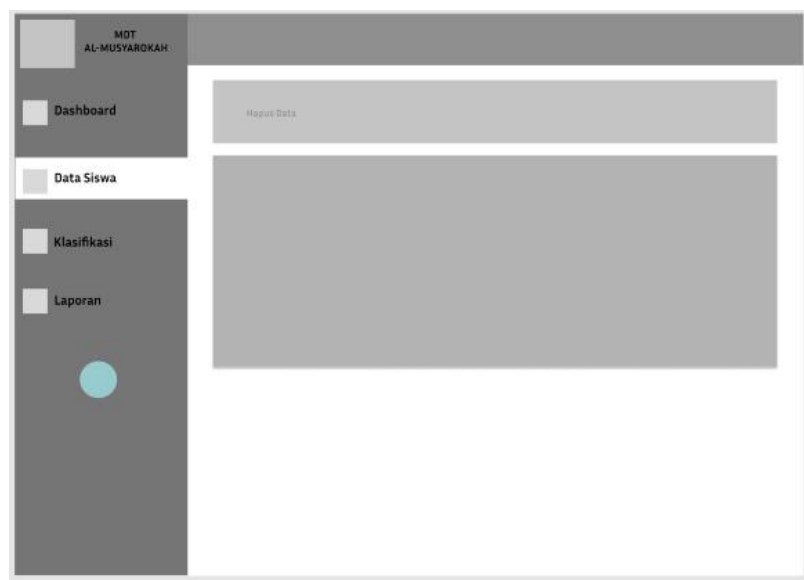 MDT
AL-MUSYAROKAH
Dashboard
Hapus Data
Data Siswa
Klasifikasi
Laporan